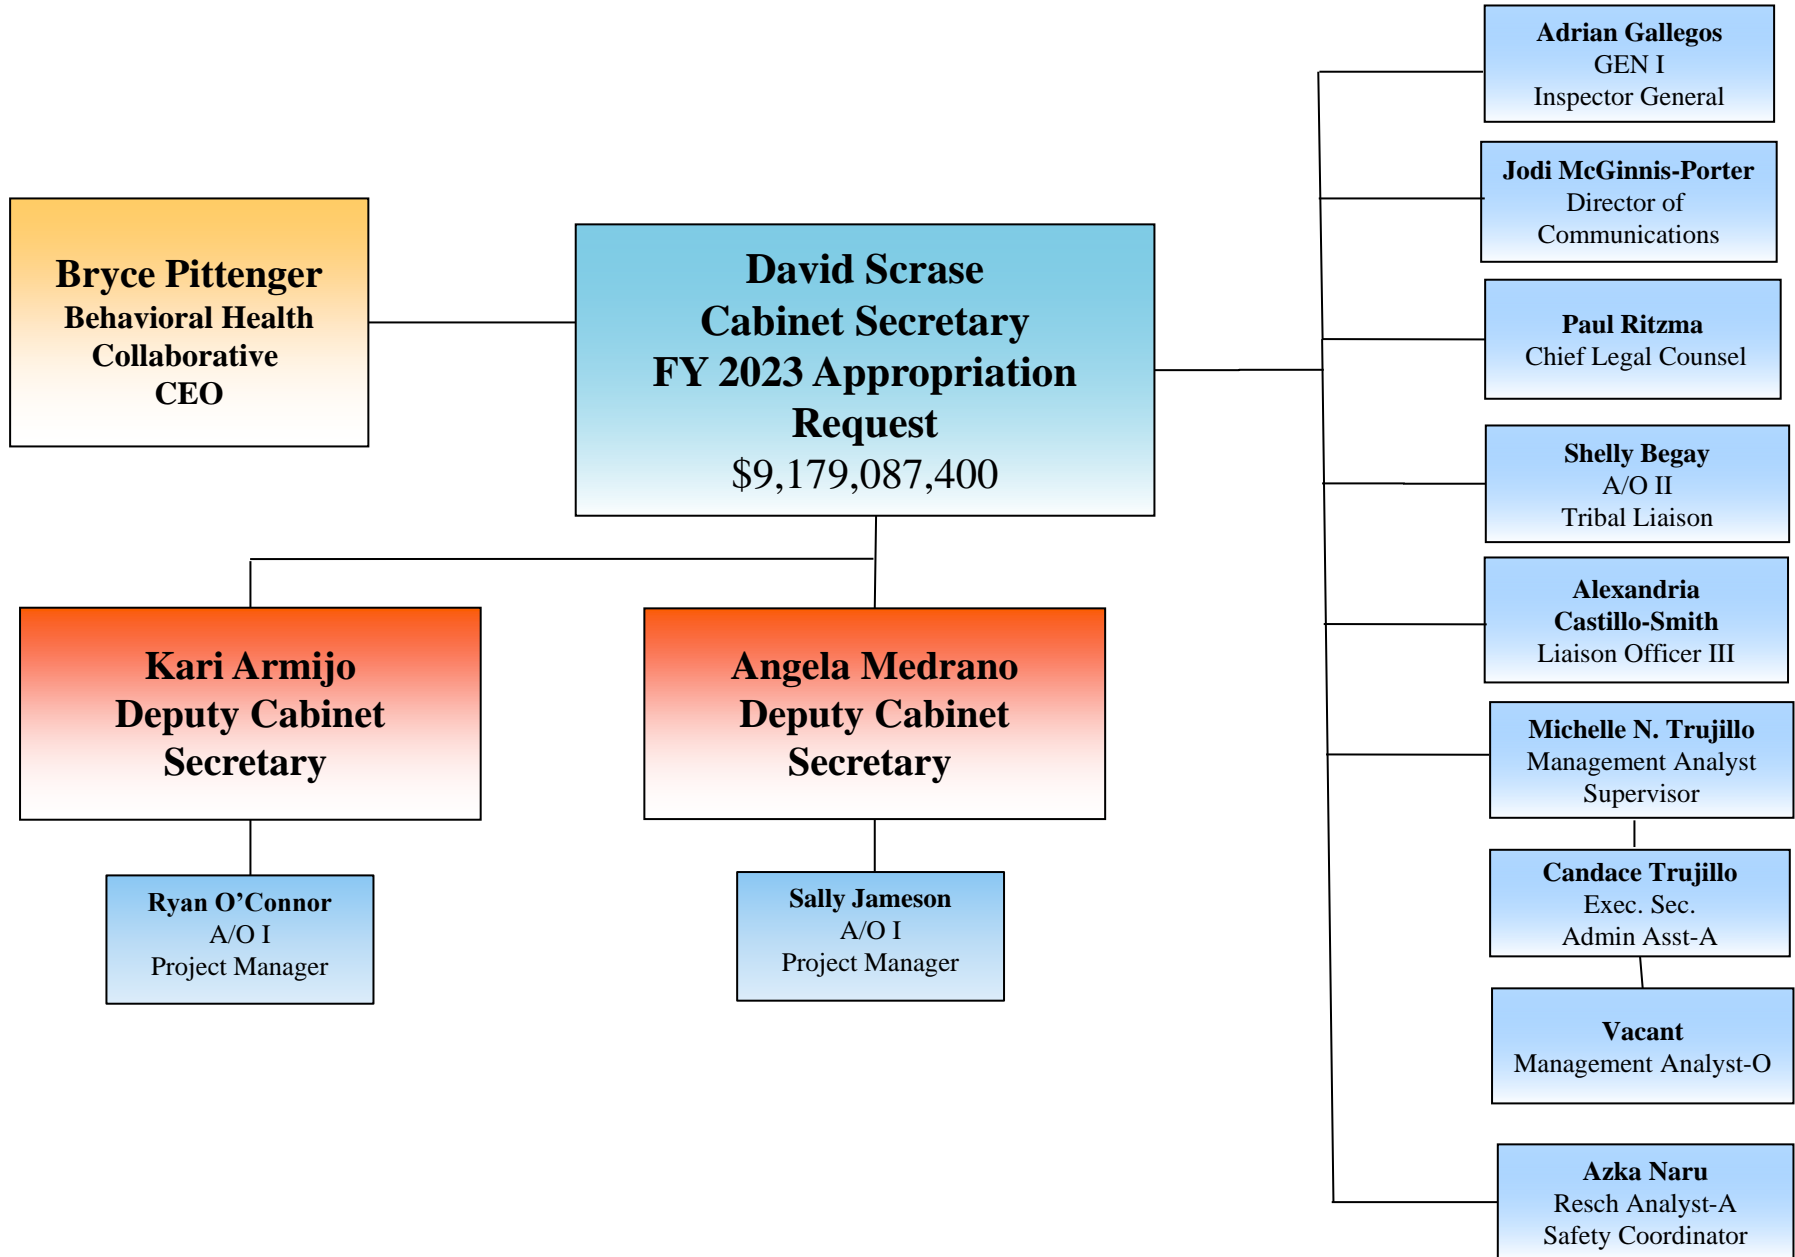 Bryce Pittenger
Behavioral Health
Collaborative
CEO
David Scrase
Cabinet Secretary
FY 2023 Appropriation
Request
$9,179,087,400
Kari Armijo
Deputy Cabinet
Secretary
Angela Medrano
Deputy Cabinet
Secretary
Ryan O’Connor
A/O I
Project Manager
Sally Jameson
A/O I
Project Manager
Adrian Gallegos
GEN I
Inspector General
Jodi McGinnis-Porter
Director of
Communications
Paul Ritzma
Chief Legal Counsel
Shelly Begay
A/O II
Tribal Liaison
Alexandria
Castillo-Smith
Liaison Officer III
Michelle N. Trujillo
Management Analyst
Supervisor
Candace Trujillo
Exec. Sec.
Admin Asst-A
Vacant
Management Analyst-O
Azka Naru
Resch Analyst-A
Safety Coordinator